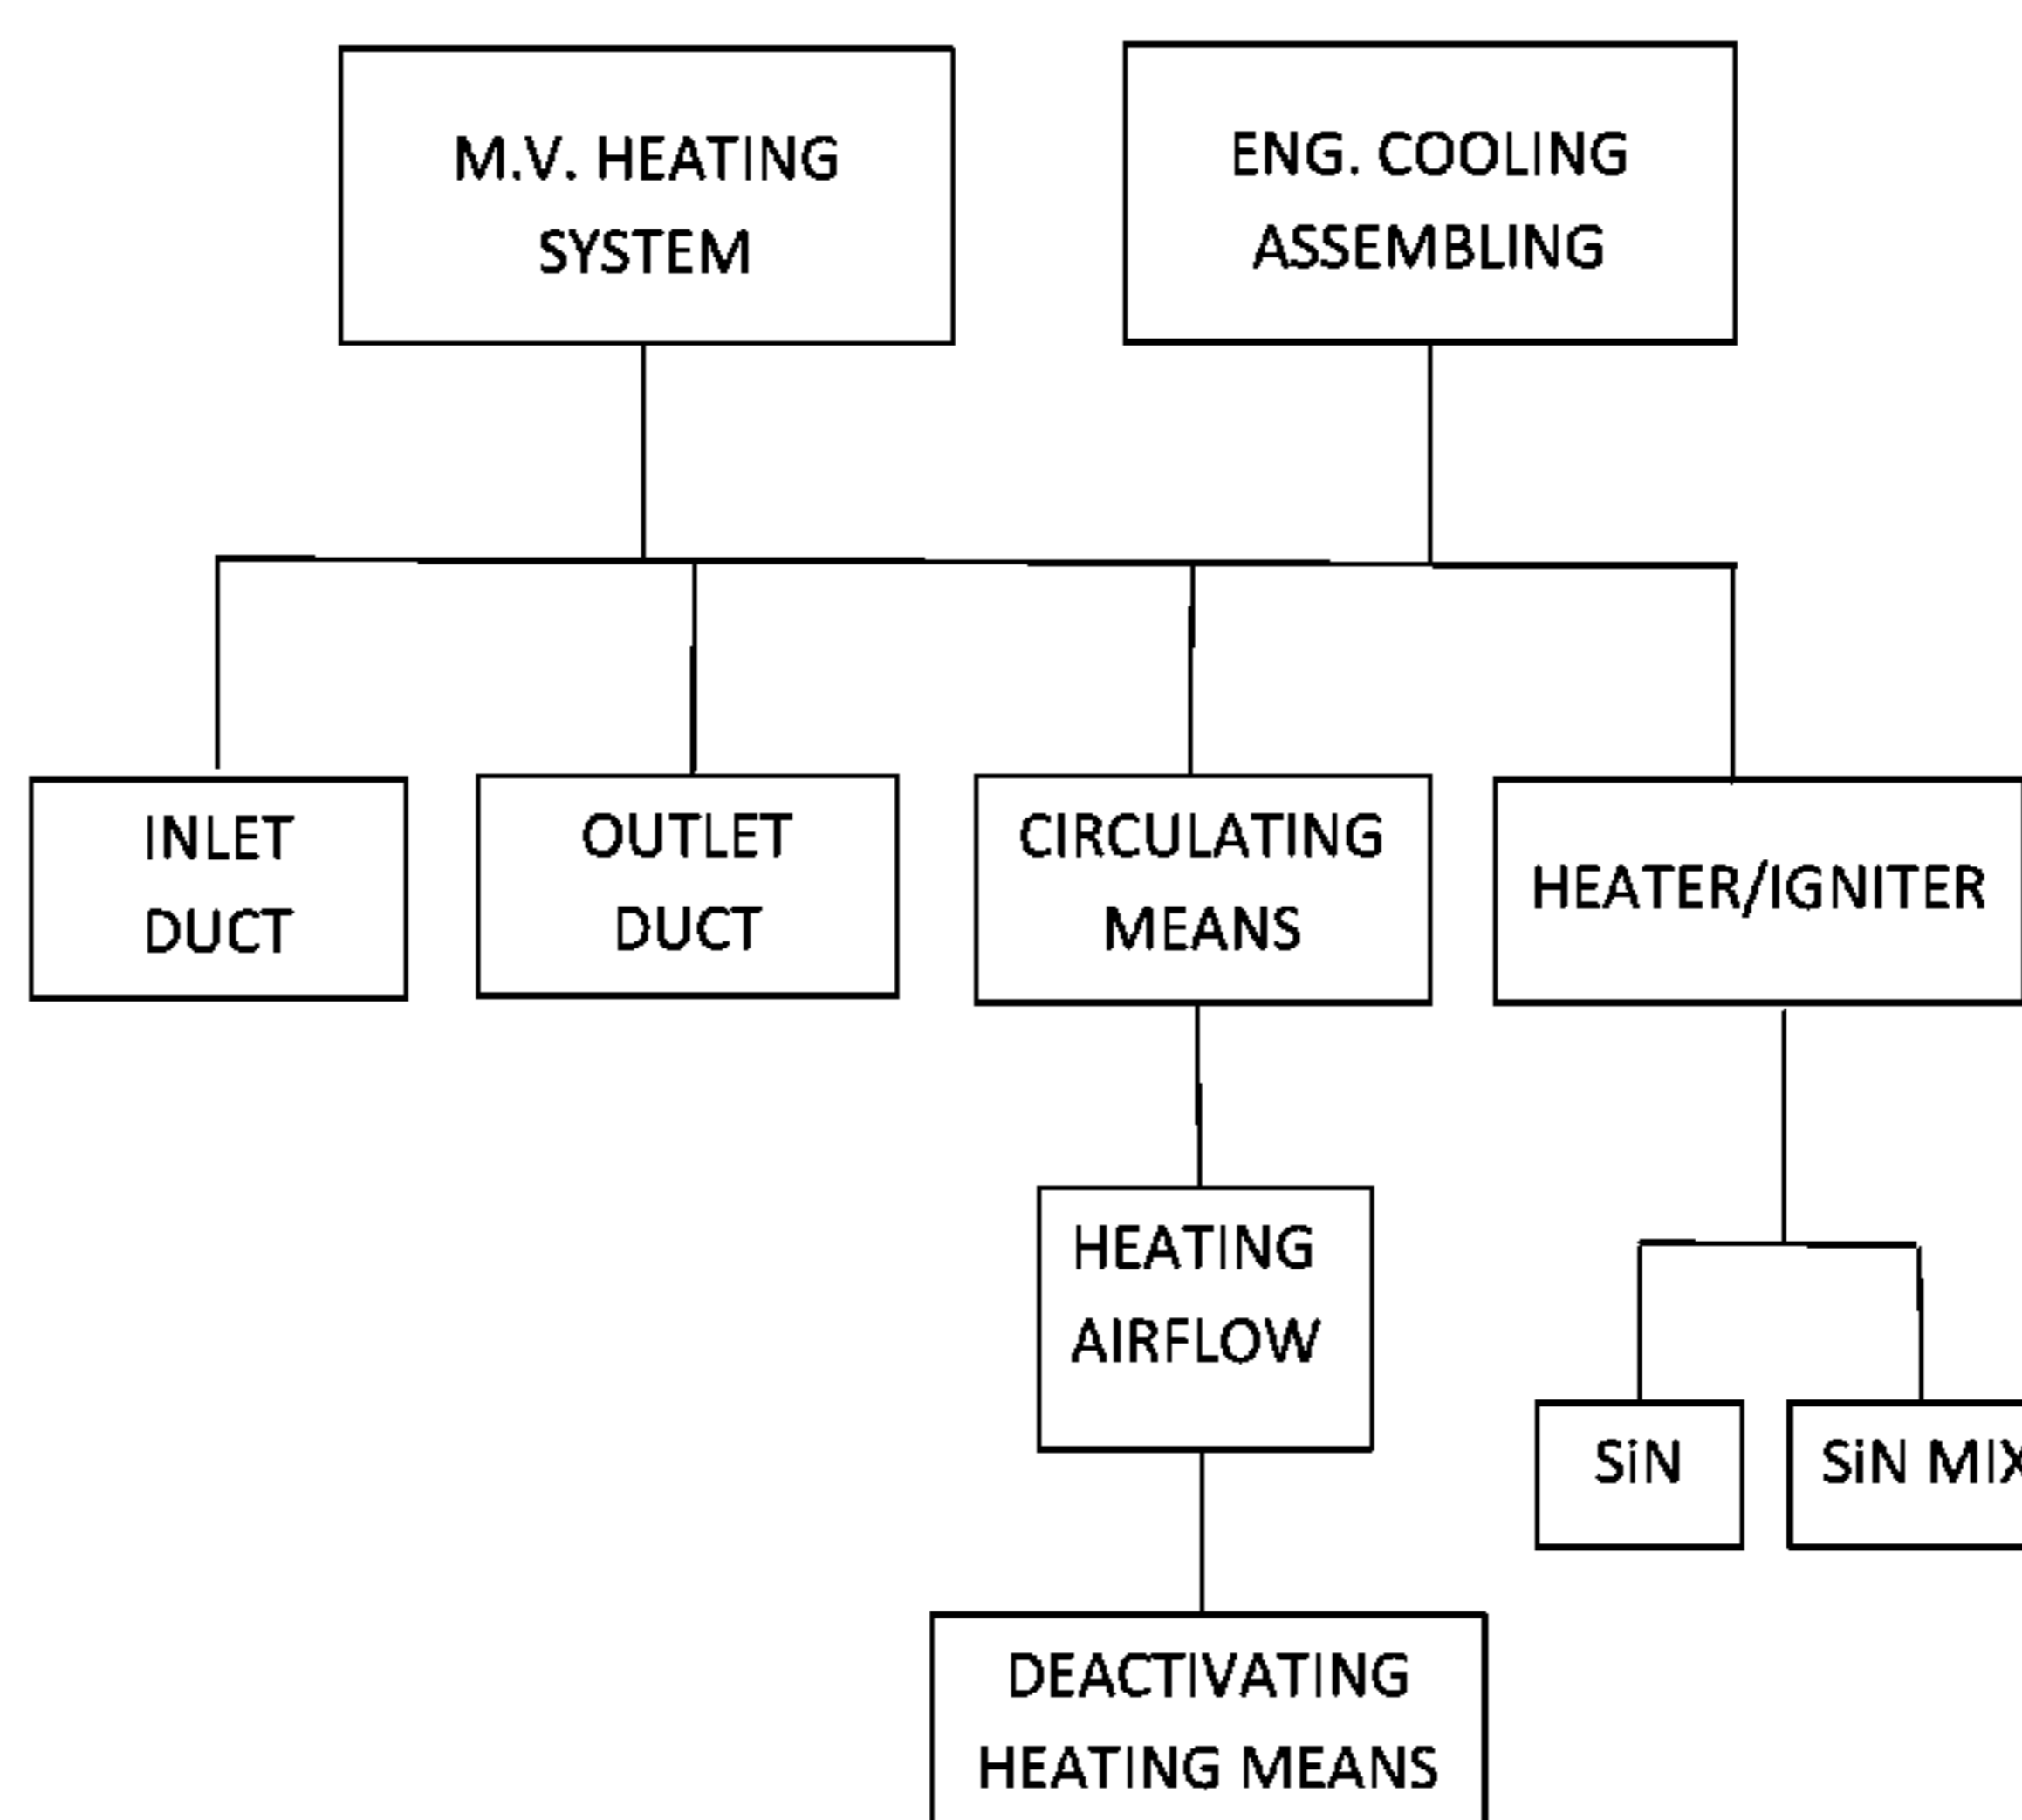 M.V. HEATING
SYSTEM
ENG. COOLING
ASSEMBLING
INLET
DUCT
OUTLET
DUCT
CIRCULATING
MEANS
HEATER/IGNITER
HEATING
AIRFLOW
SiN
SiN MIX
DEACTIVATING
HEATING MEANS